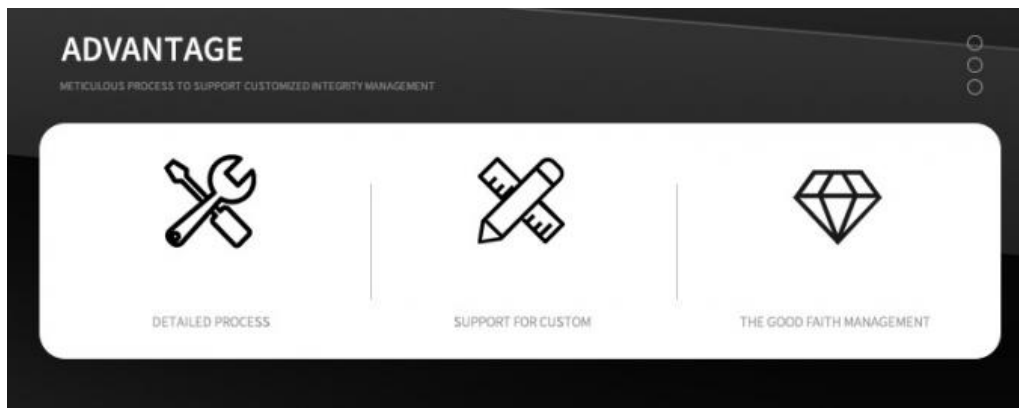 ADVANTAGE
METICULOUS PROCESS TO SUPPORT CUSTOMIZED INTEGRITY MANAGEMENT
DETAILED PROCESS
SUPPORT FOR CUSTOM
THE GOOD FAITH MANAGEMENT